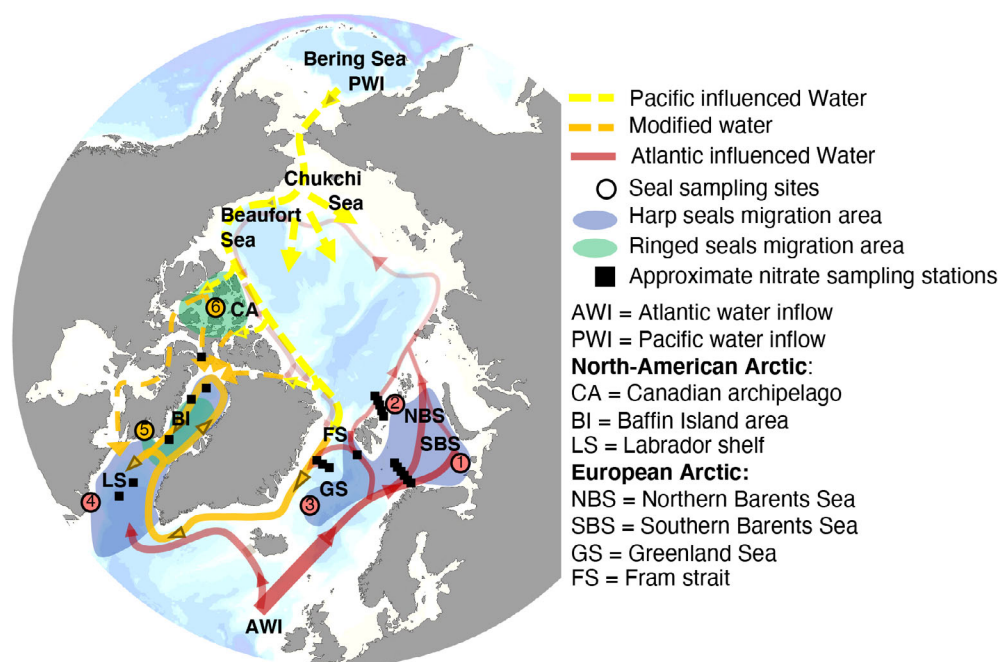 Bering Sea
PWI
Chukchi
Sea
Beaufort
Sea
6
CA
5
BI
LS
4
FS
GS
3
2
NBS
SBS
1
AWI
Pacific influenced Water
Modified water
Atlantic influenced Water
Seal sampling sites
Harp seals migration area
Ringed seals migration area
Approximate nitrate sampling stations
AWI = Atlantic water inflow
PWI = Pacific water inflow
North-American Arctic:
CA = Canadian archipelago
BI = Baffin Island area
LS = Labrador shelf
European Arctic:
NBS = Northern Barents Sea
SBS = Southern Barents Sea
GS = Greenland Sea
FS = Fram strait